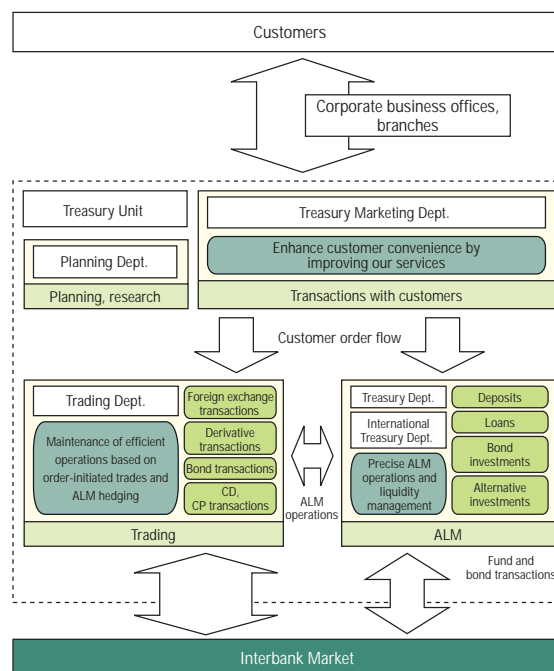 Customers
Corporate business offices,
branches
Treasury Unit
Planning Dept.
Planning, research
Treasury Marketing Dept.
Enhance customer convenience by
improving our services
Transactions with customers
Customer order flow
Trading Dept.
Maintenance of efficient
operations based on
order-initiated trades and
ALM hedging
Foreign exchange
transactions
Derivative
transactions
Bond transactions
CD,
CP transactions
Trading
ALM
operations
Treasury Dept.
International
Treasury Dept.
Precise ALM
operations and
liquidity
management
Deposits
Loans
Bond
investments
Alternative
investments
ALM
Fund and
bond transactions
Interbank Market